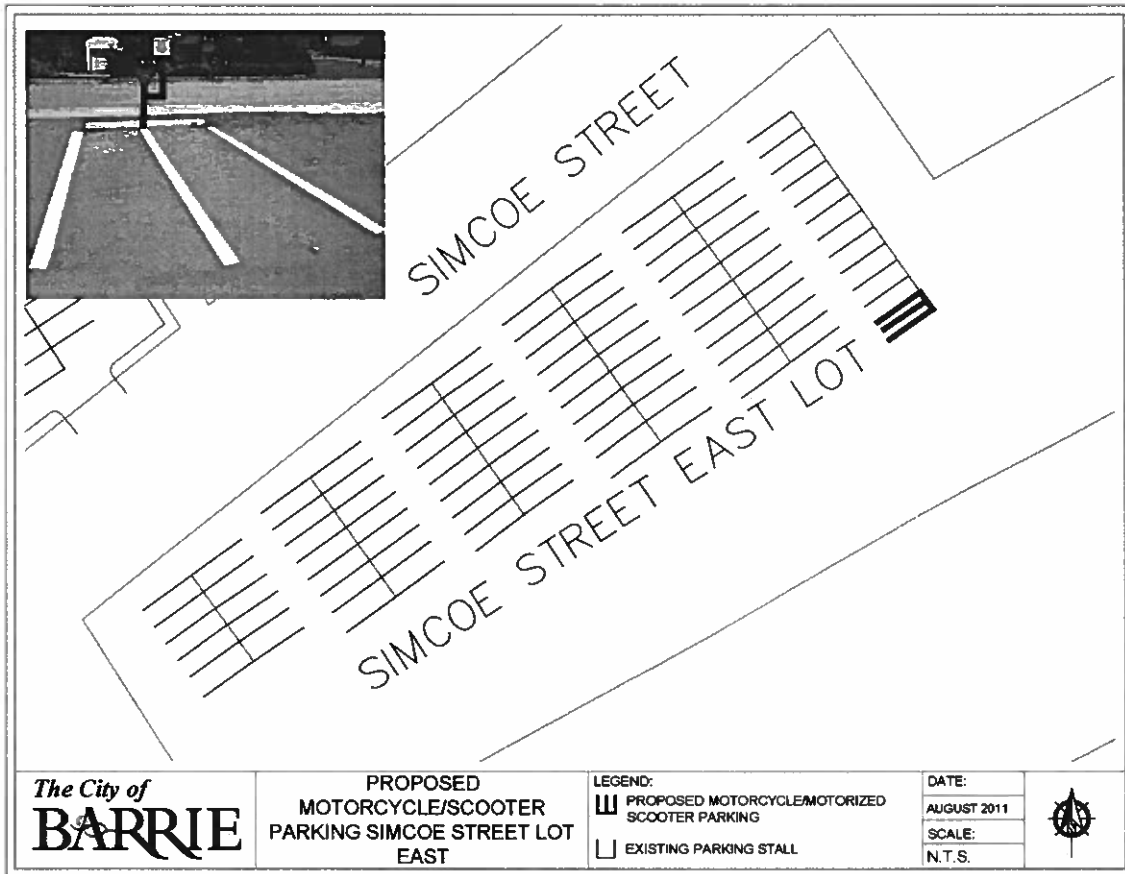 SIMCOE STREET
SIMCOE STREET EAST LOT
The City of
BARRIE
PROPOSED
MOTORCYCLE/SCOOTER
PARKING SIMCOE STREET LOT
EAST
LEGEND:
PROPOSED MOTORCYCLE/MOTORIZED
SCOOTER PARKING
EXISTING PARKING STALL
DATE:
AUGUST 2011
SCALE:
N.T.S.